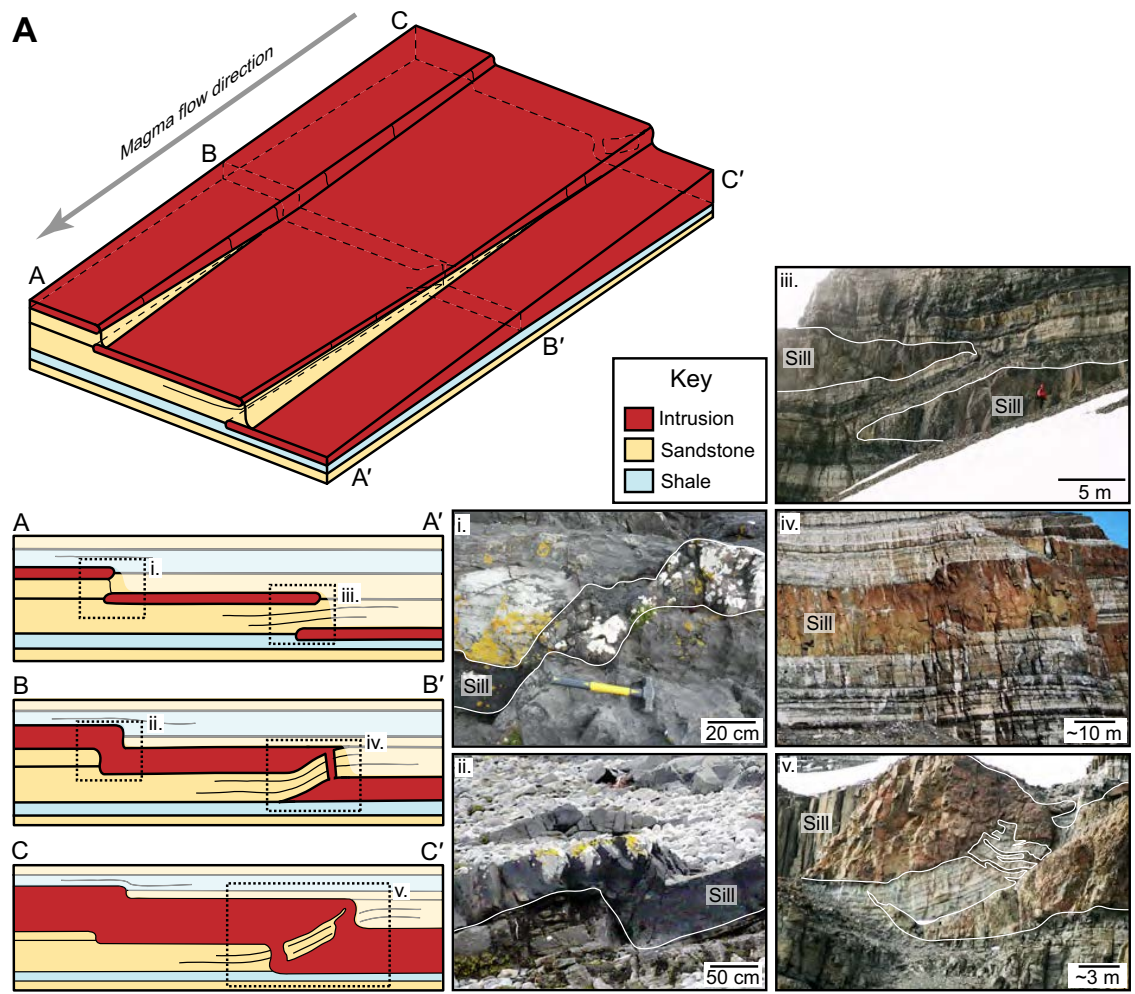 A
Magma flow direction
C
B
C′
A
B′
A′
Key
Intrusion
Sandstone
Shale
iii.
Sill
Sill
5 m
A
A′
i.
iii.
B
B′
ii.
iv.
C
C′
v.
i.
Sill
20 cm
iv.
Sill
~10 m
ii.
Sill
50 cm
v.
Sill
~3 m